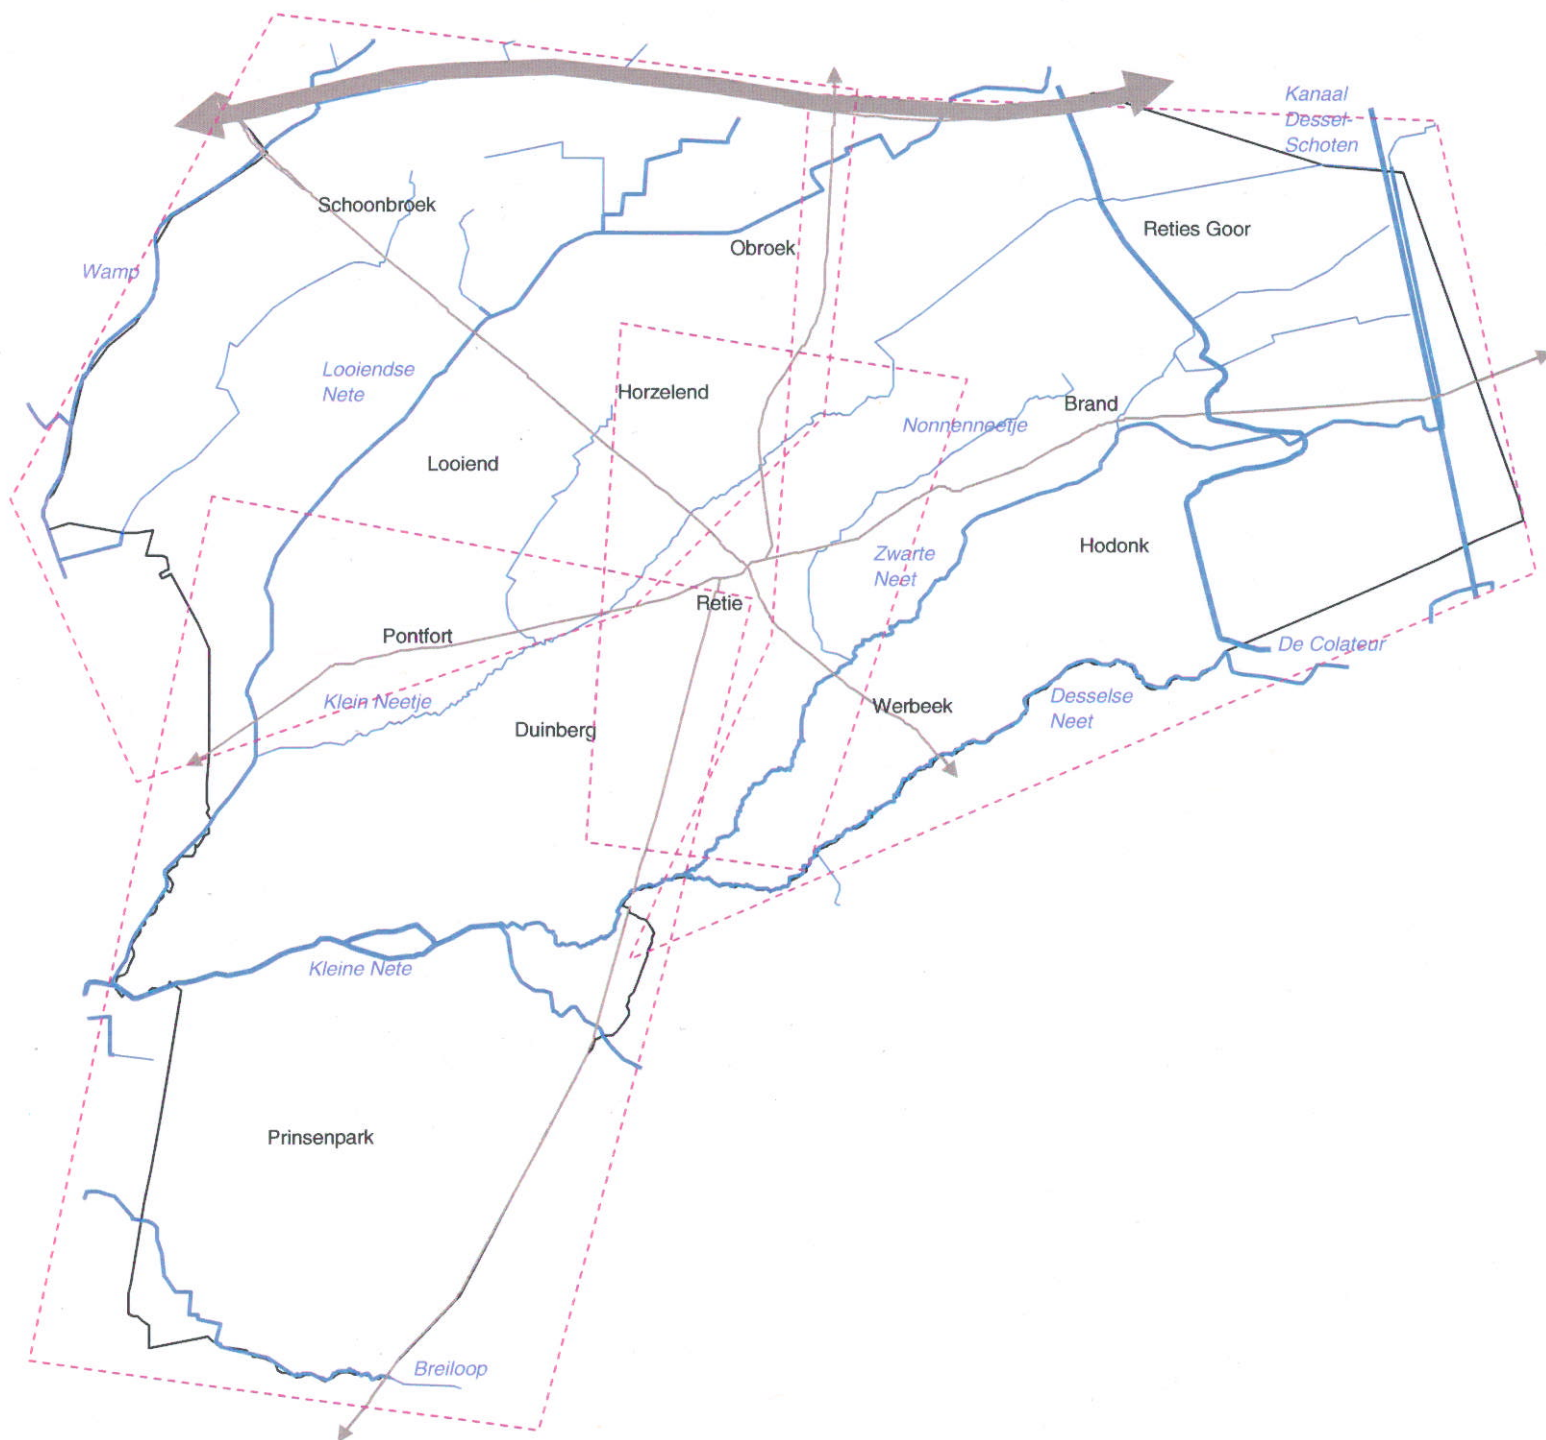 Kanaal
Dessel-
Schoten
Schoonbroek
Reties Goor
Obroek
Wamp
Looiendse
Nete
Horzelend
Brand
Nonnenneetje
Looiend
Hodonk
Zwarte
Neet
Retie
Pontfort
De Colateur
Klein Neetje
Desselse
Neet
Werbeek
Duinberg
Kleine Nete
Prinsenpark
Breiloop